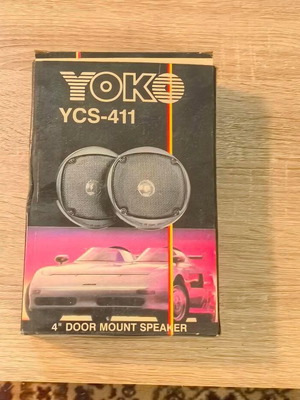 YOKO
YCS-411
4" DOOR MOUNT SPEAKER